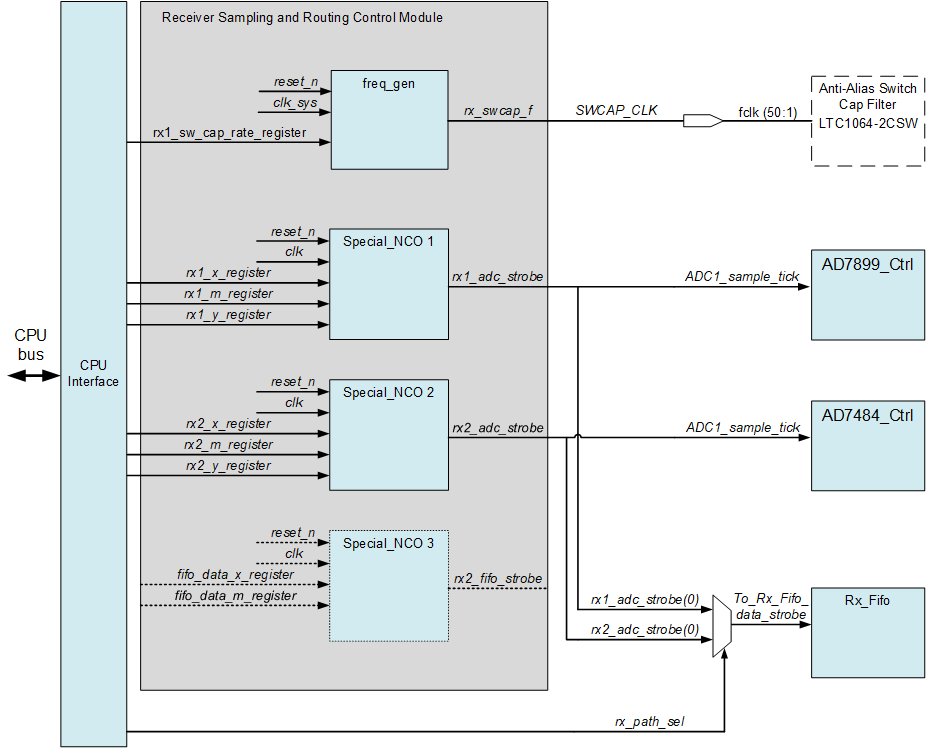 Receiver Sampling and Routing Control Module
reset_n
clk_sys
rx1_sw_cap_rate_register
freq_gen
rx_swcap_f
SWCAP_CLK
fclk (50:1)
Anti-Alias Switch
Cap Filter
LTC1064-2CSW
reset_n
clk
rx1_x_register
rx1_m_register
rx1_y_register
Special_NCO 1
rx1_adc_strobe
ADC1_sample_tick
AD7899_Ctrl
CPU
bus
CPU
Interface
reset_n
clk
rx2_x_register
rx2_m_register
rx2_y_register
Special_NCO 2
rx2_adc_strobe
ADC1_sample_tick
AD7484_Ctrl
reset_n
clk
fifo_data_x_register
fifo_data_m_register
Special_NCO 3
rx2_fifo_strobe
rx1_adc_strobe(0)
rx2_adc_strobe(0)
To_Rx_Fifo_
data_strobe
Rx_Fifo
rx_path_sel